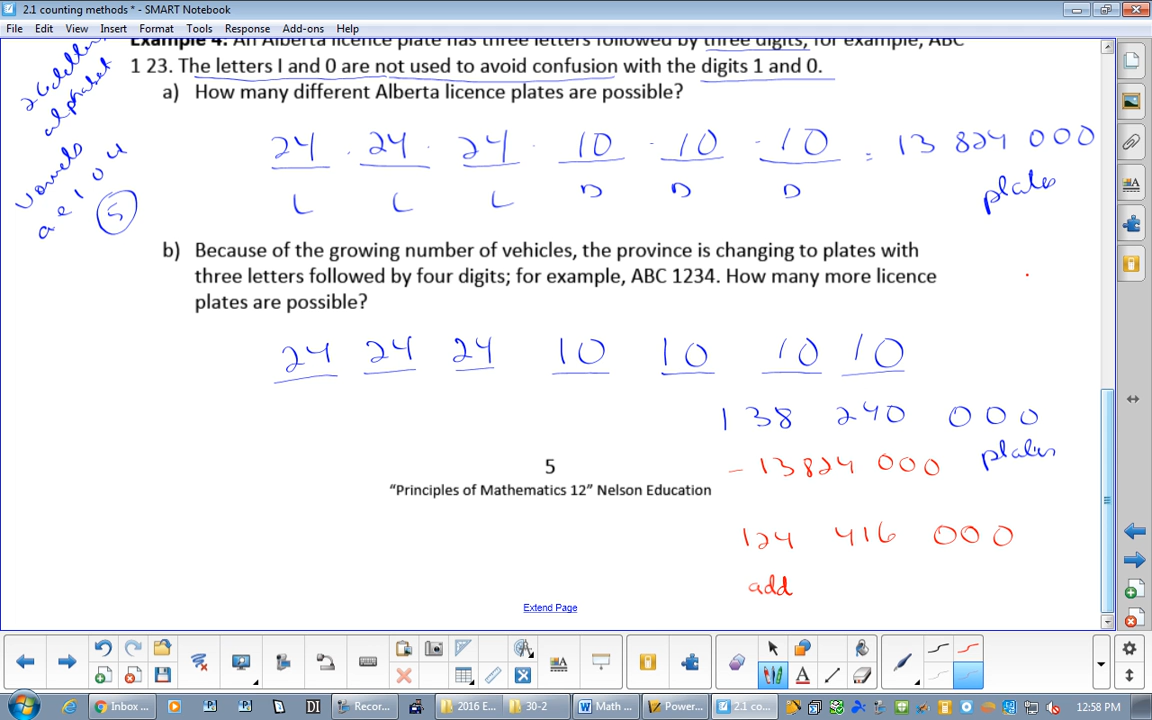 2.1 counting methods * - SMART Notebook
File Edit View Insert Format Tools Response Add-ons Help
Example 4: An Alberta licence plate has three letters followed by three digits, for example, ABC
1 23. The letters I and 0 are not used to avoid confusion with the digits 1 and 0.
a) How many different Alberta licence plates are possible?
26 letters
alphabet
vowels
a e i o u
5
24 · 24 · 24 · 10 · 10 · 10 = 13 824 000
L L L D D D plates
b) Because of the growing number of vehicles, the province is changing to plates with
three letters followed by four digits; for example, ABC 1234. How many more licence
plates are possible?
24 24 24 10 10 10 10
138 240 000
plates
- 13 824 000
5
"Principles of Mathematics 12" Nelson Education
124 416 000
add
Extend Page
Inbox ... Recor... 2016 E... 30-2 Math ... Power... 2.1 co... 12:58 PM